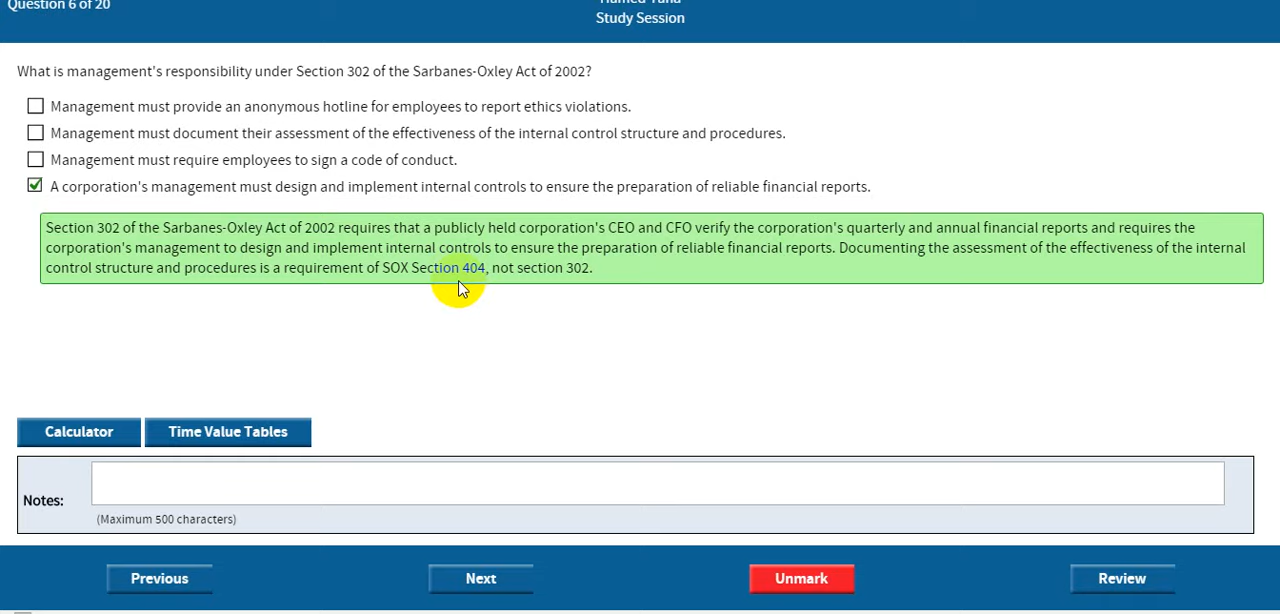 Question 6 of 20
Hamed Taha
Study Session
What is management's responsibility under Section 302 of the Sarbanes-Oxley Act of 2002?
Management must provide an anonymous hotline for employees to report ethics violations.
Management must document their assessment of the effectiveness of the internal control structure and procedures.
Management must require employees to sign a code of conduct.
A corporation's management must design and implement internal controls to ensure the preparation of reliable financial reports.
Section 302 of the Sarbanes-Oxley Act of 2002 requires that a publicly held corporation's CEO and CFO verify the corporation's quarterly and annual financial reports and requires the
corporation's management to design and implement internal controls to ensure the preparation of reliable financial reports. Documenting the assessment of the effectiveness of the internal
control structure and procedures is a requirement of SOX Section 404, not section 302.
Calculator Time Value Tables
Notes:
(Maximum 500 characters)
Previous Next Unmark Review